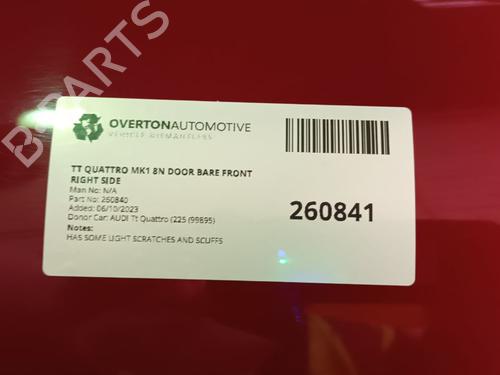 B-PARTS
OVERTONAUTOMOTIVE
VEHICLE DISMANTLERS
TT QUATTRO MK1 8N DOOR BARE FRONT
RIGHT SIDE
Man No: N/A
Part No: 260840
Added: 06/10/2023
Donor Car: AUDI Tt Quattro (225 (99895)
Notes:
HAS SOME LIGHT SCRATCHES AND SCUFFS
260841